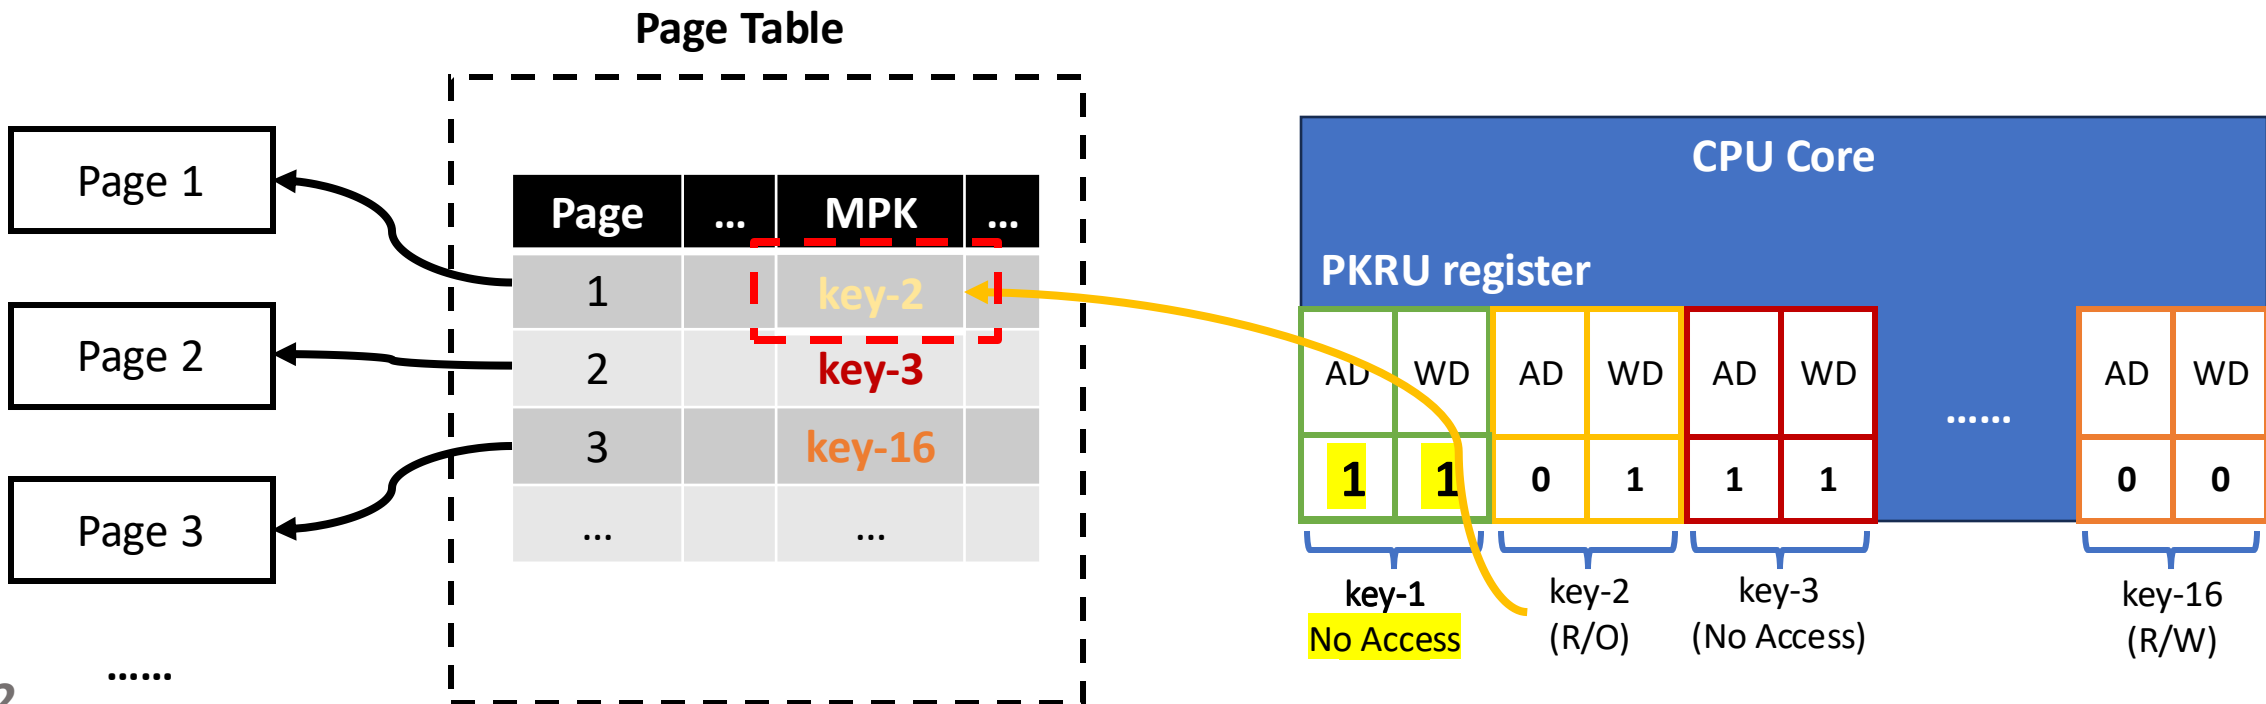 Page Table
Page 1
Page 2
Page 3
......
2
Page ... MPK ...
1 key-2
2 key-3
3 key-16
... ...
CPU Core
PKRU register
AD WD AD WD AD WD ...... AD WD
1 1 0 1 1 1 0 0
key-1 key-2 key-3 key-16
No Access (R/O) (No Access) (R/W)